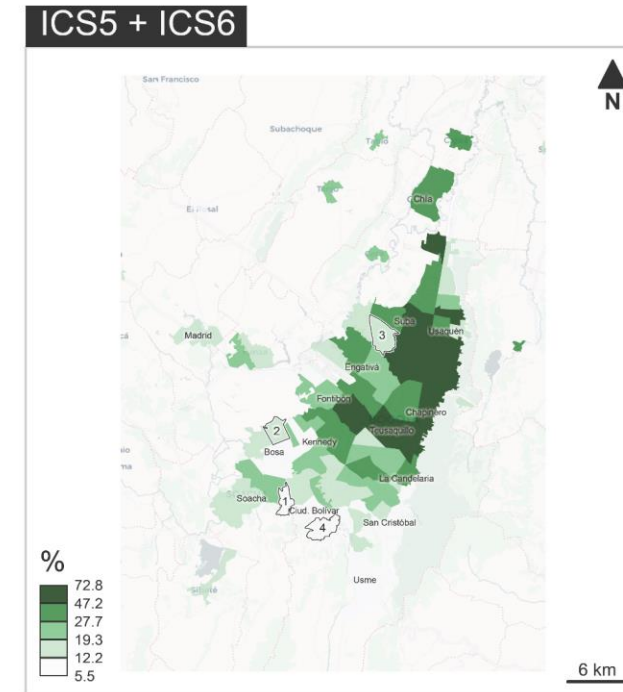 ICS5 + ICS6
N
San Francisco
Subachoque
Chía
Suba
3
Usaquén
Madrid
Engativá
Fontibón
Chapinero
Teusaquillo
2
Bosa
Kennedy
La Candelaria
Soacha
1
Ciud. Bolívar
4
San Cristóbal
Usme
%
72.8
47.2
27.7
19.3
12.2
5.5
6 km